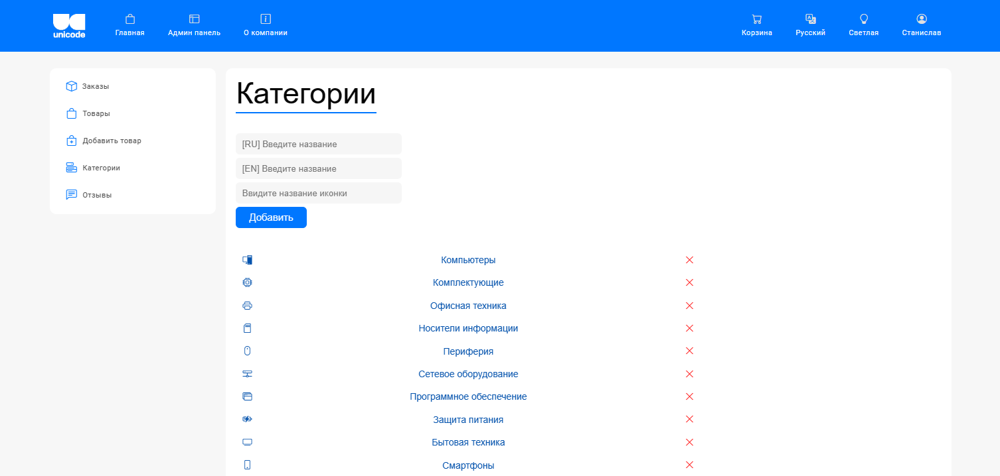 unicode
Главная
Админ панель
О компании
Корзина
Русский
Светлая
Станислав
Заказы
Товары
Добавить товар
Категории
Отзывы
Категории
[RU] Введите название
[EN] Введите название
Ввидите название иконки
Добавить
Компьютеры
Комплектующие
Офисная техника
Носители информации
Периферия
Сетевое оборудование
Программное обеспечение
Защита питания
Бытовая техника
Смартфоны